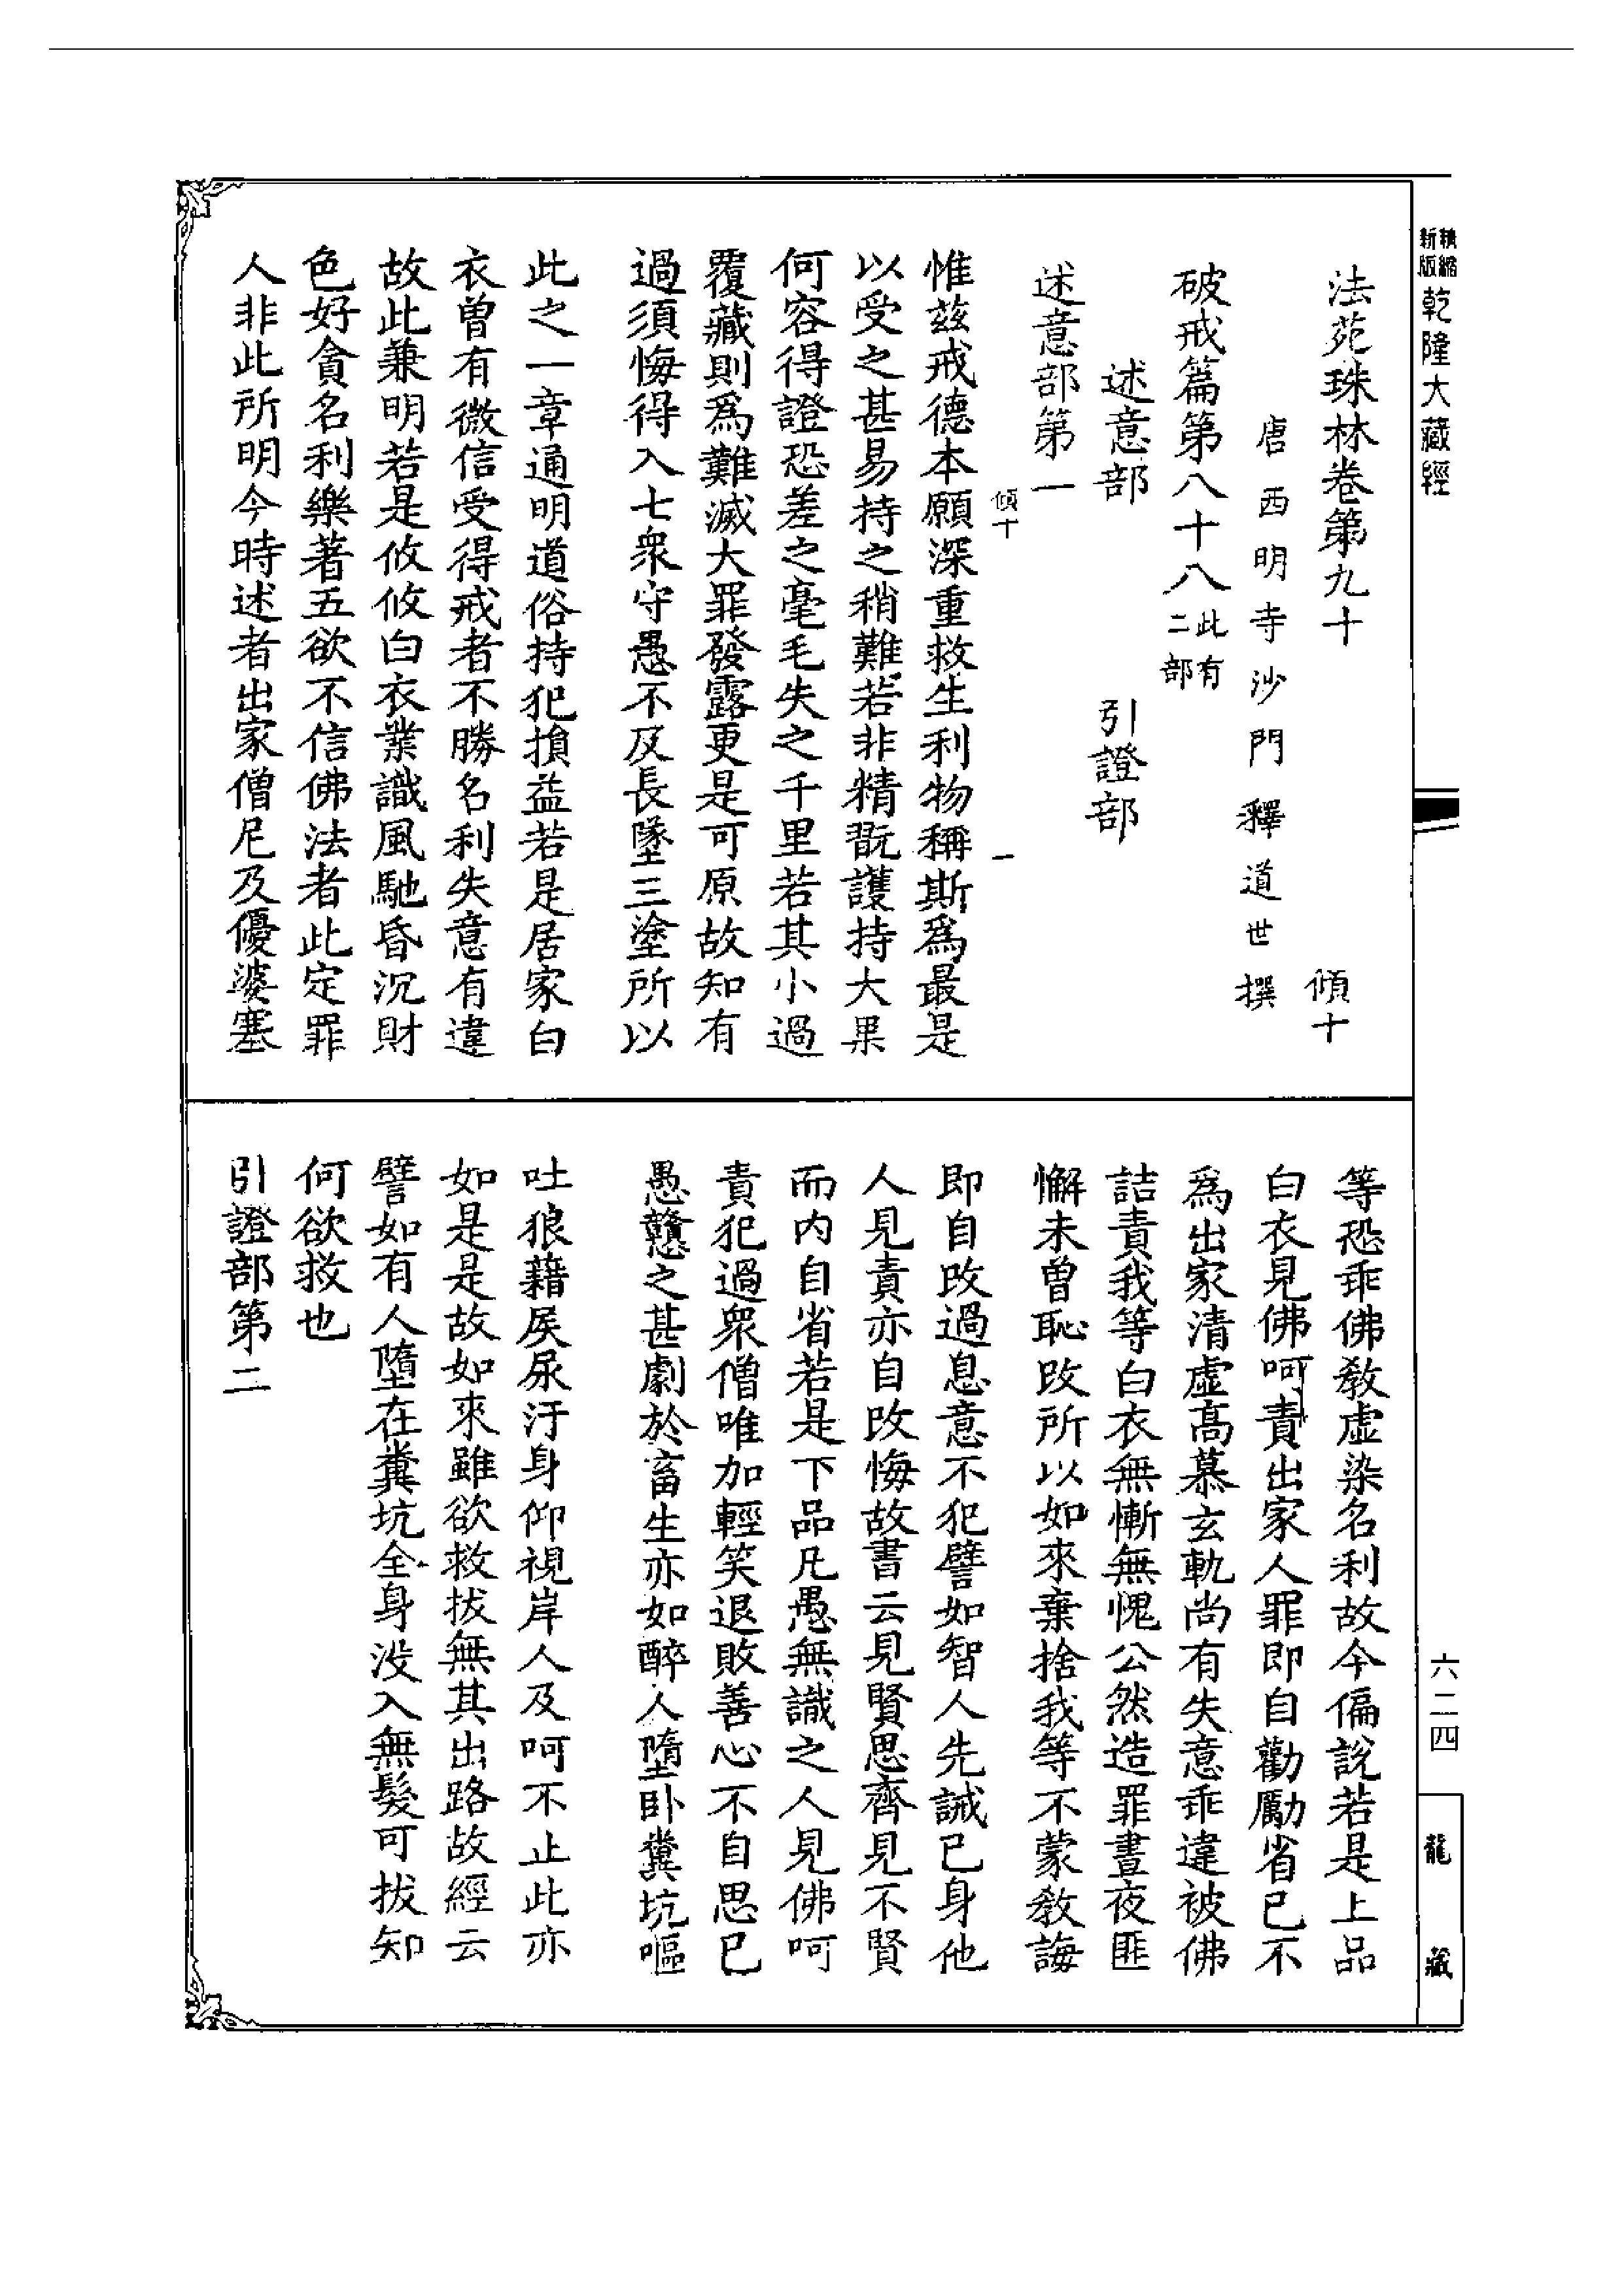 精縮新版乾隆大藏經
法苑珠林卷第九十 傾十
唐西明寺沙門釋道世撰
破戒篇第八十八此有二部
述意部 引證部
述意部第一
傾十 一
惟茲戒德本願深重救生利物稱斯爲最是
以受之甚易持之稍難若非精翫護持大果
何容得證恐差之毫毛失之千里若其小過
覆藏則爲難滅大罪發露更是可原故知有
過須悔得入七衆守愚不及長墜三塗所以
此之一章通明道俗持犯損益若是居家白
衣曾有微信受得戒者不勝名利失意有違
故此兼明若是攸攸白衣業識風馳昏沉財
色好貪名利樂著五欲不信佛法者此定罪
人非此所明今時述者出家僧尼及優婆塞
等恐乖佛教虛染名利故今偏說若是上品
白衣見佛呵責出家人罪即自勸勵省已不
爲出家清虛高慕玄軌尚有失意乖違被佛
詰責我等白衣無慚無愧公然造罪晝夜匪
懈未曾恥改所以如來棄捨我等不蒙教誨
即自改過息意不犯譬如智人先誡已身他
人見責亦自改悔故書云見賢思齊見不賢
而内自省若是下品凡愚無識之人見佛呵
責犯過衆僧唯加輕笑退敗善心不自思已
愚戇之甚劇於畜生亦如醉人墮卧糞坑嘔
吐狼藉屎尿汙身仰視岸人及呵不止此亦
如是是故如來雖欲救拔無其出路故經云
譬如有人墮在糞坑全身沒入無髮可拔知
何欲救也
引證部第二
六二四
龍藏